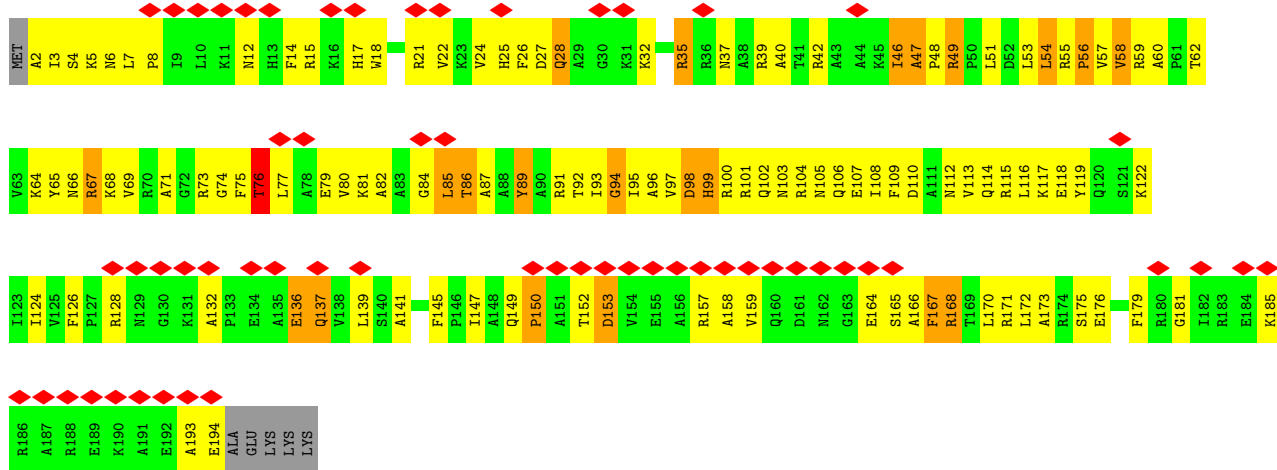 MET A2 I3 S4 K5 N6 L7 P8 I9 L10 K11 N12 H13 F14 R15 K16 H17 W18 R21 V22 K23 V24 H25 F26 D27 Q28 A29 G30 K31 K32 R35 R36 N37 A38 R39 A40 T41 R42 A43 A44 K45 I46 A47 P48 R49 P50 L51 D52 L53 L54 R55 P56 V57 V58 R59 A60 P61 T62
V63 K64 Y65 N66 R67 K68 V69 R70 A71 G72 R73 G74 F75 T76 L77 A78 E79 V80 K81 A82 A83 G84 L85 T86 A87 A88 Y89 A90 R91 T92 I93 G94 I95 A96 V97 D98 H99 R100 R101 Q102 N103 R104 N105 Q106 E107 I108 F109 D110 A111 N112 V113 Q114 R115 L116 K117 E118 Y119 Q120 S121 K122
I123 I124 V125 F126 P127 R128 N129 G130 K131 A132 P133 E134 A135 E136 Q137 V138 L139 S140 A141 F145 P146 I147 A148 Q149 P150 A151 T152 D153 V154 E155 A156 R157 A158 V159 Q160 D161 N162 G163 E164 S165 A166 F167 R168 T169 L170 R171 L172 A173 R174 S175 E176 F179 R180 G181 I182 R183 E184 K185
R186 A187 R188 E189 K190 A191 E192 A193 E194 ALA GLU LYS LYS LYS